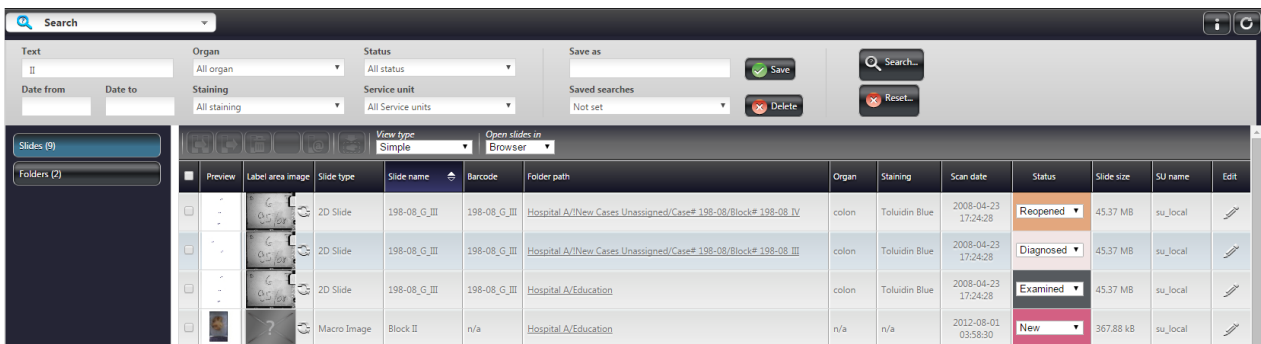 Search
Text
Organ
Status
Save as
II
All organ
All status
Save
Search...
Date from
Date to
Staining
Service unit
Saved searches
All staining
All Service units
Not set
Delete
Reset...
Slides (9)
Folders (2)
View type
Simple
Open slides in
Browser
Preview Label area image Slide type Slide name Barcode Folder path Organ Staining Scan date Status Slide size SU name Edit
2D Slide 198-08_G_III 198-08_G_III Hospital A/!New Cases Unassigned/Case# 198-08/Block# 198-08 IV colon Toluidin Blue 2008-04-23 Reopened 45.37 MB su_local
17:24:28
2D Slide 198-08_G_III 198-08_G_III Hospital A/!New Cases Unassigned/Case# 198-08/Block# 198-08 III colon Toluidin Blue 2008-04-23 Diagnosed 45.37 MB su_local
17:24:28
2D Slide 198-08_G_III 198-08_G_III Hospital A/Education colon Toluidin Blue 2008-04-23 Examined 45.37 MB su_local
17:24:28
? Macro Image Block II n/a Hospital A/Education n/a n/a 2012-08-01 New 367.88 kB su_local
03:58:30